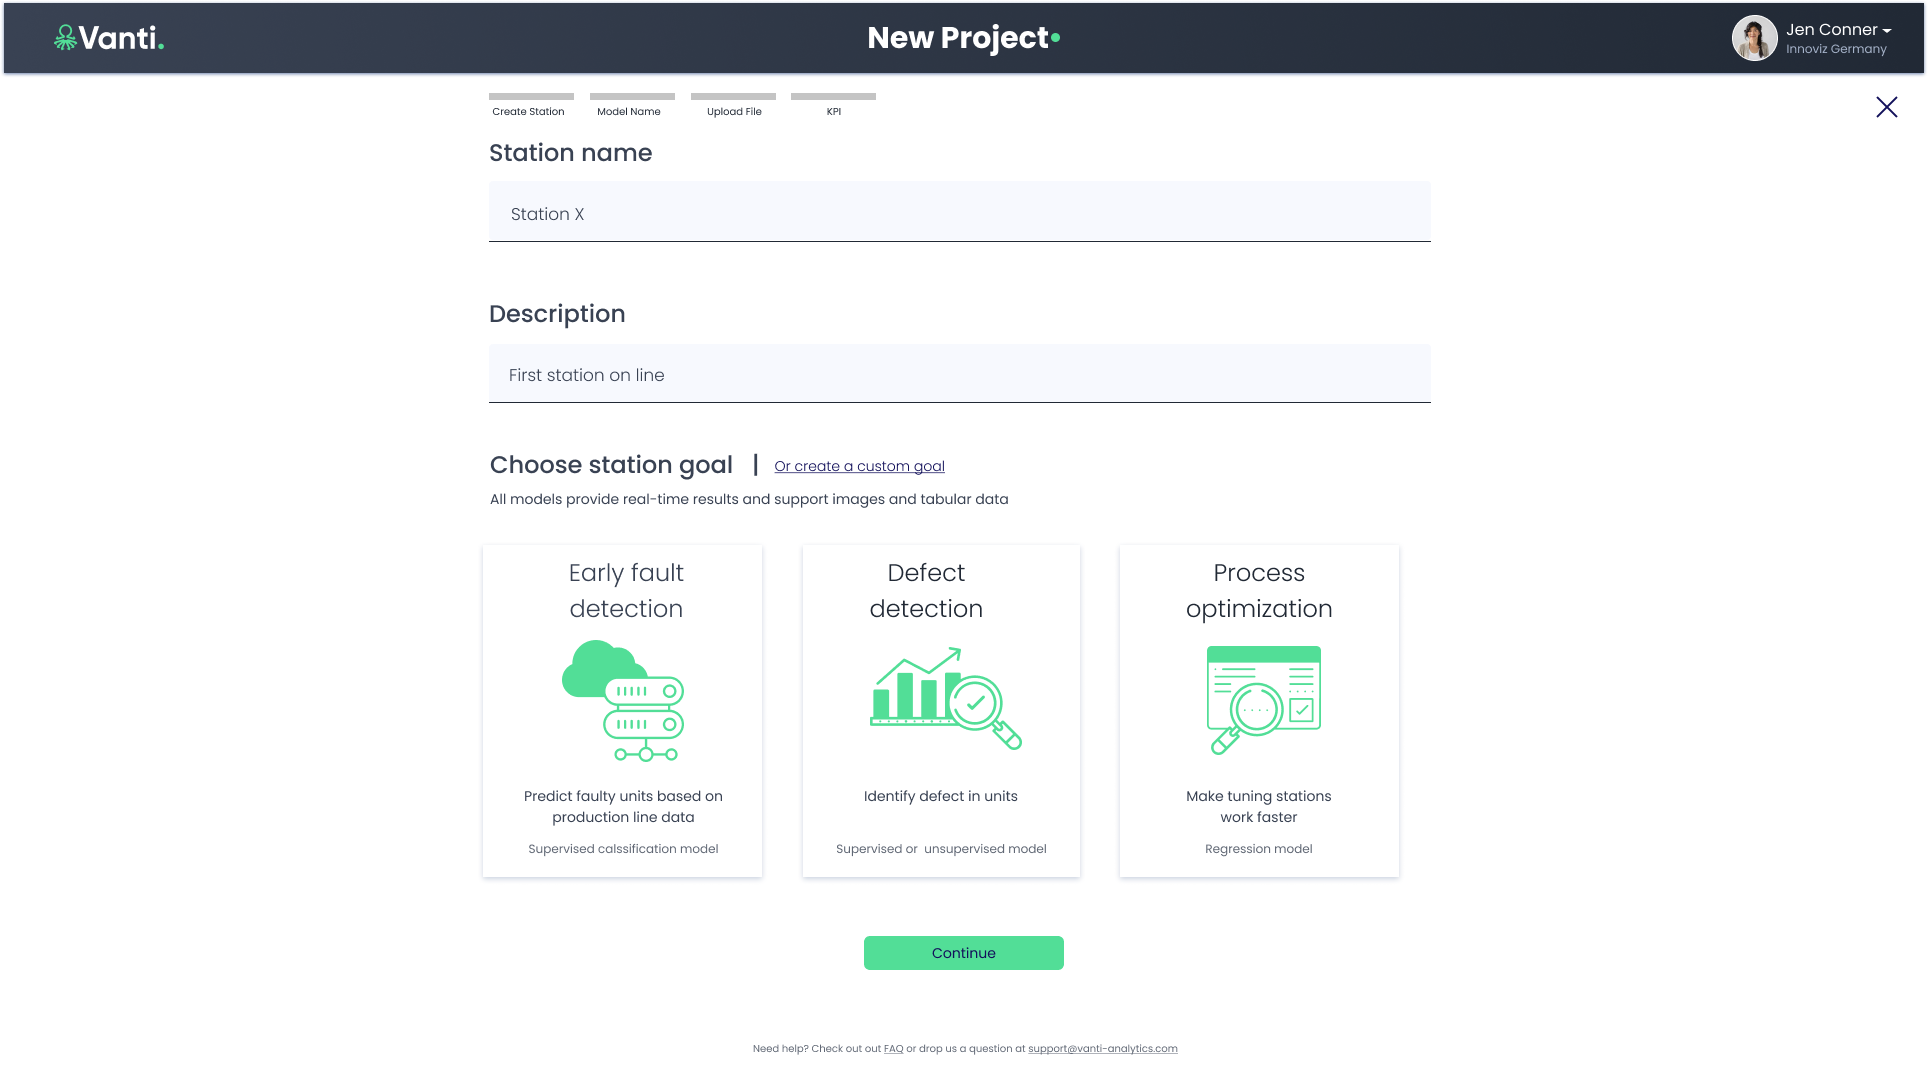 Vanti.
New Project
Jen Conner
Innoviz Germany
Create Station
Model Name
Upload File
KPI
Station name
Station X
Description
First station on line
Choose station goal | Or create a custom goal
All models provide real-time results and support images and tabular data
Early fault
detection
Predict faulty units based on
production line data
Supervised calssification model
Defect
detection
Identify defect in units
Supervised or unsupervised model
Process
optimization
Make tuning stations
work faster
Regression model
Continue
Need help? Check out out FAQ or drop us a question at support@vanti-analytics.com